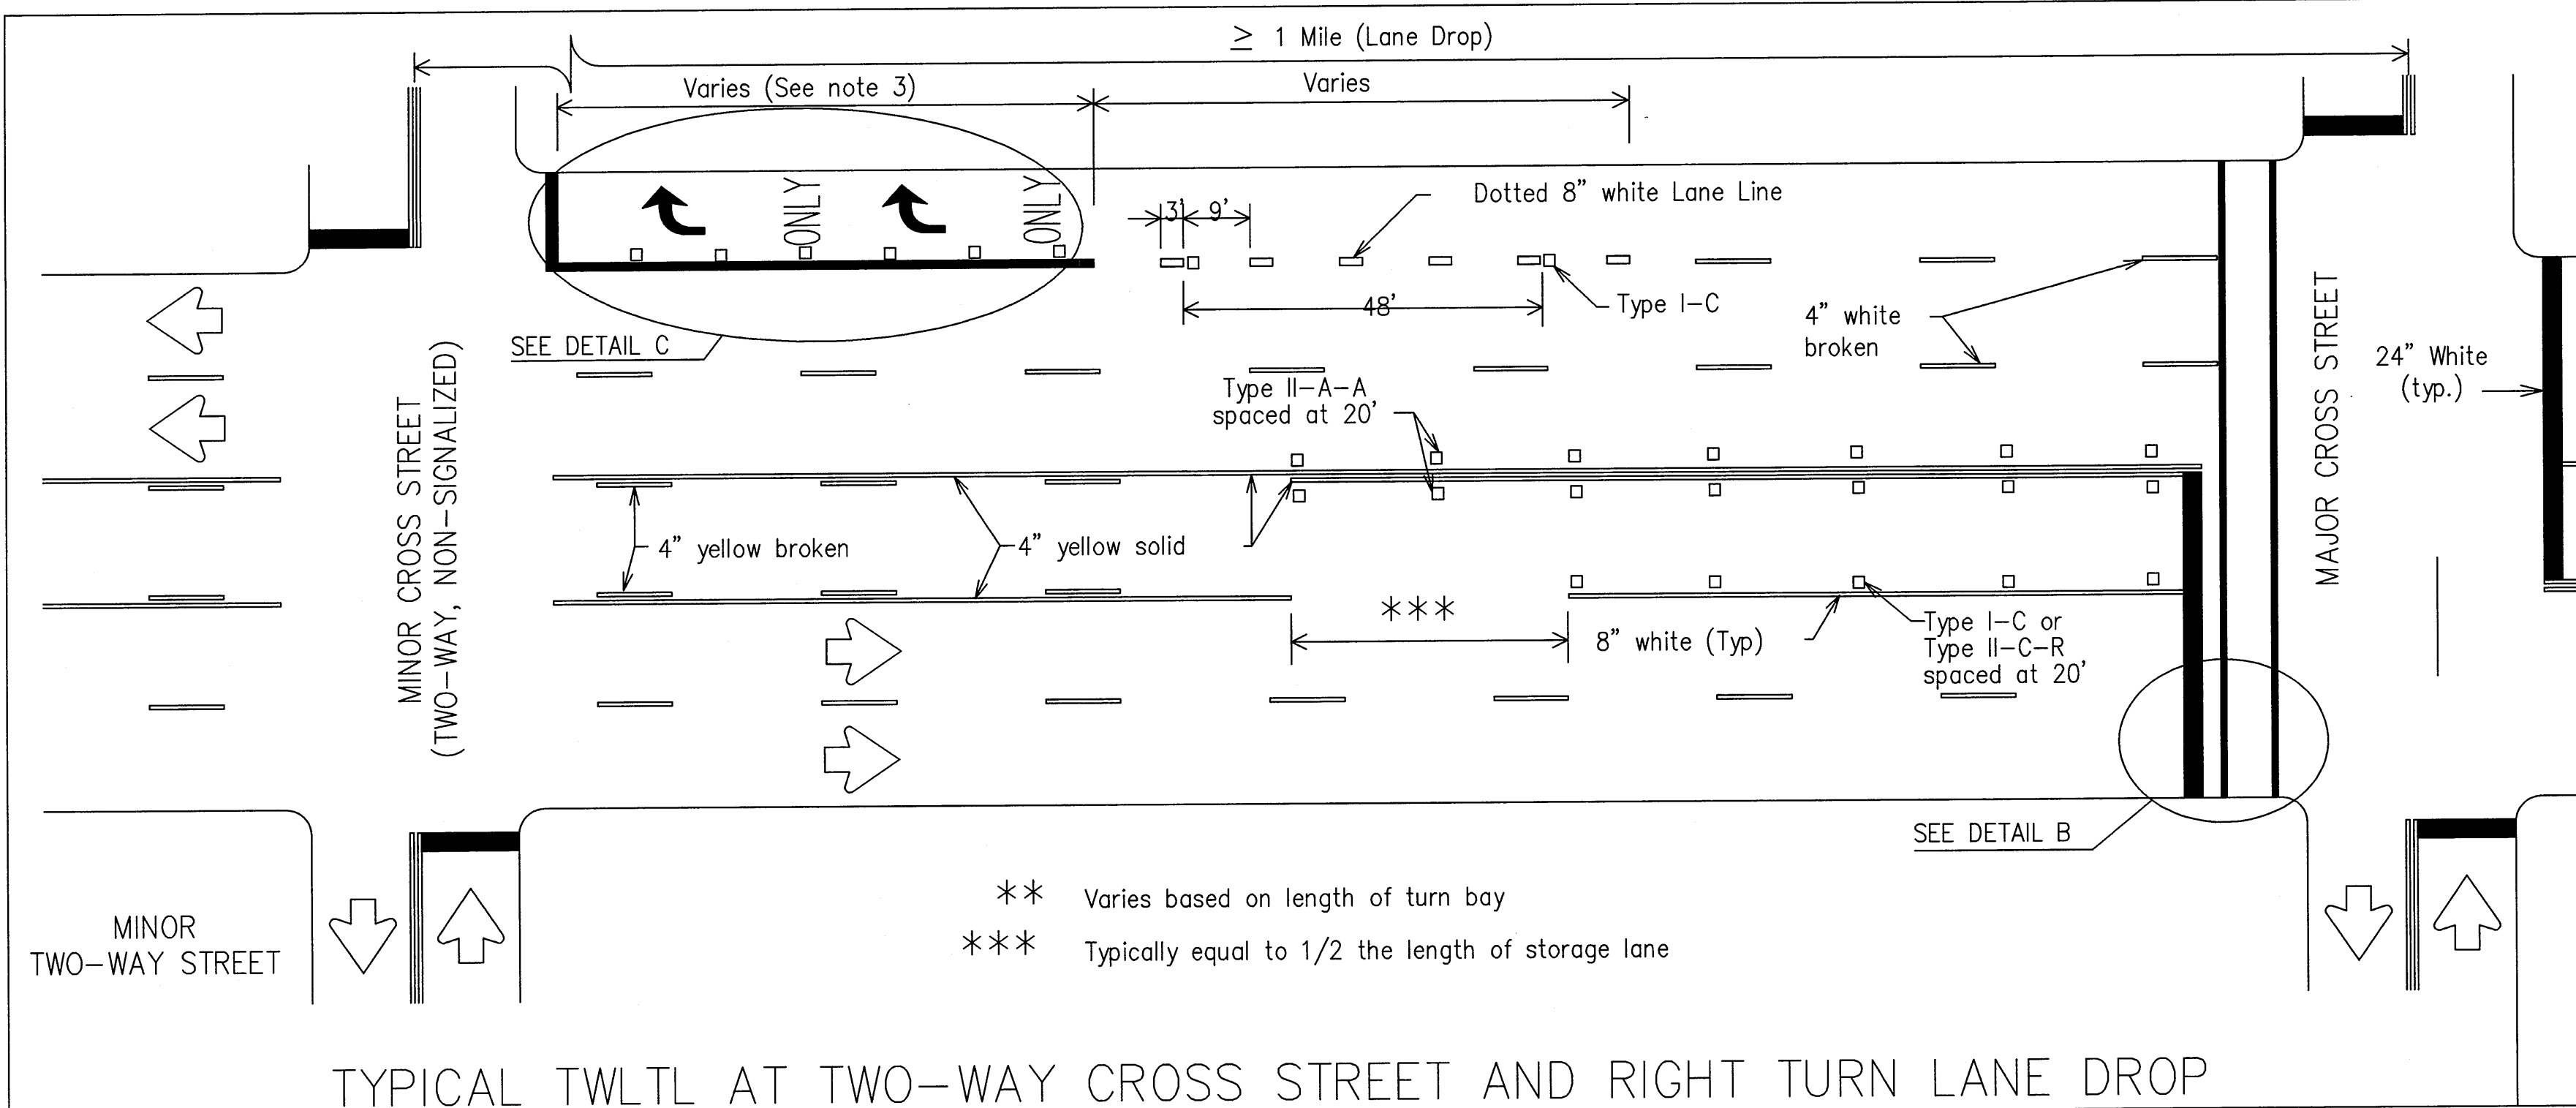 ≥ 1 Mile (Lane Drop)
Varies (See note 3)
Varies
ONLY
ONLY
3'
9'
Dotted 8" white Lane Line
48'
Type I-C
4" white
broken
SEE DETAIL C
MINOR CROSS STREET
(TWO-WAY, NON-SIGNALIZED)
Type II-A-A
spaced at 20'
MAJOR CROSS STREET
24" White
(typ.)
4" yellow broken
4" yellow solid
***
8" white (Typ)
Type I-C or
Type II-C-R
spaced at 20'
SEE DETAIL B
MINOR
TWO-WAY STREET
** Varies based on length of turn bay
*** Typically equal to 1/2 the length of storage lane
TYPICAL TWLTL AT TWO-WAY CROSS STREET AND RIGHT TURN LANE DROP